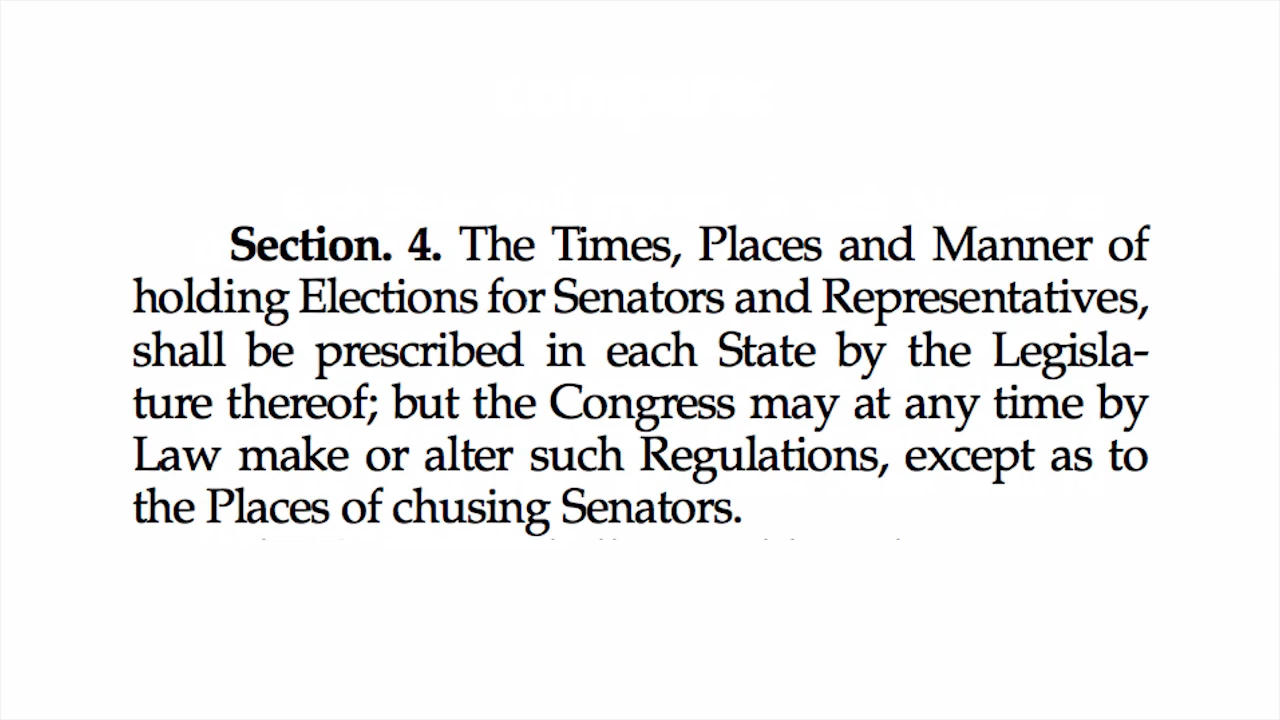 Section. 4. The Times, Places and Manner of
holding Elections for Senators and Representatives,
shall be prescribed in each State by the Legisla-
ture thereof; but the Congress may at any time by
Law make or alter such Regulations, except as to
the Places of chusing Senators.